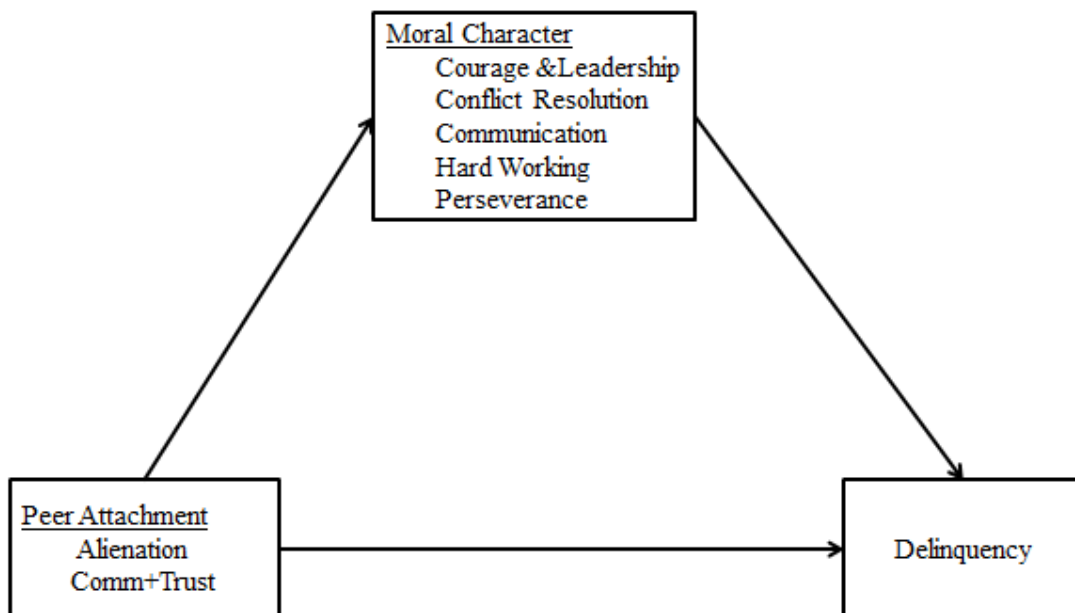 Moral Character
Courage &Leadership
Conflict Resolution
Communication
Hard Working
Perseverance
Peer Attachment
Alienation
Comm+Trust
Delinquency